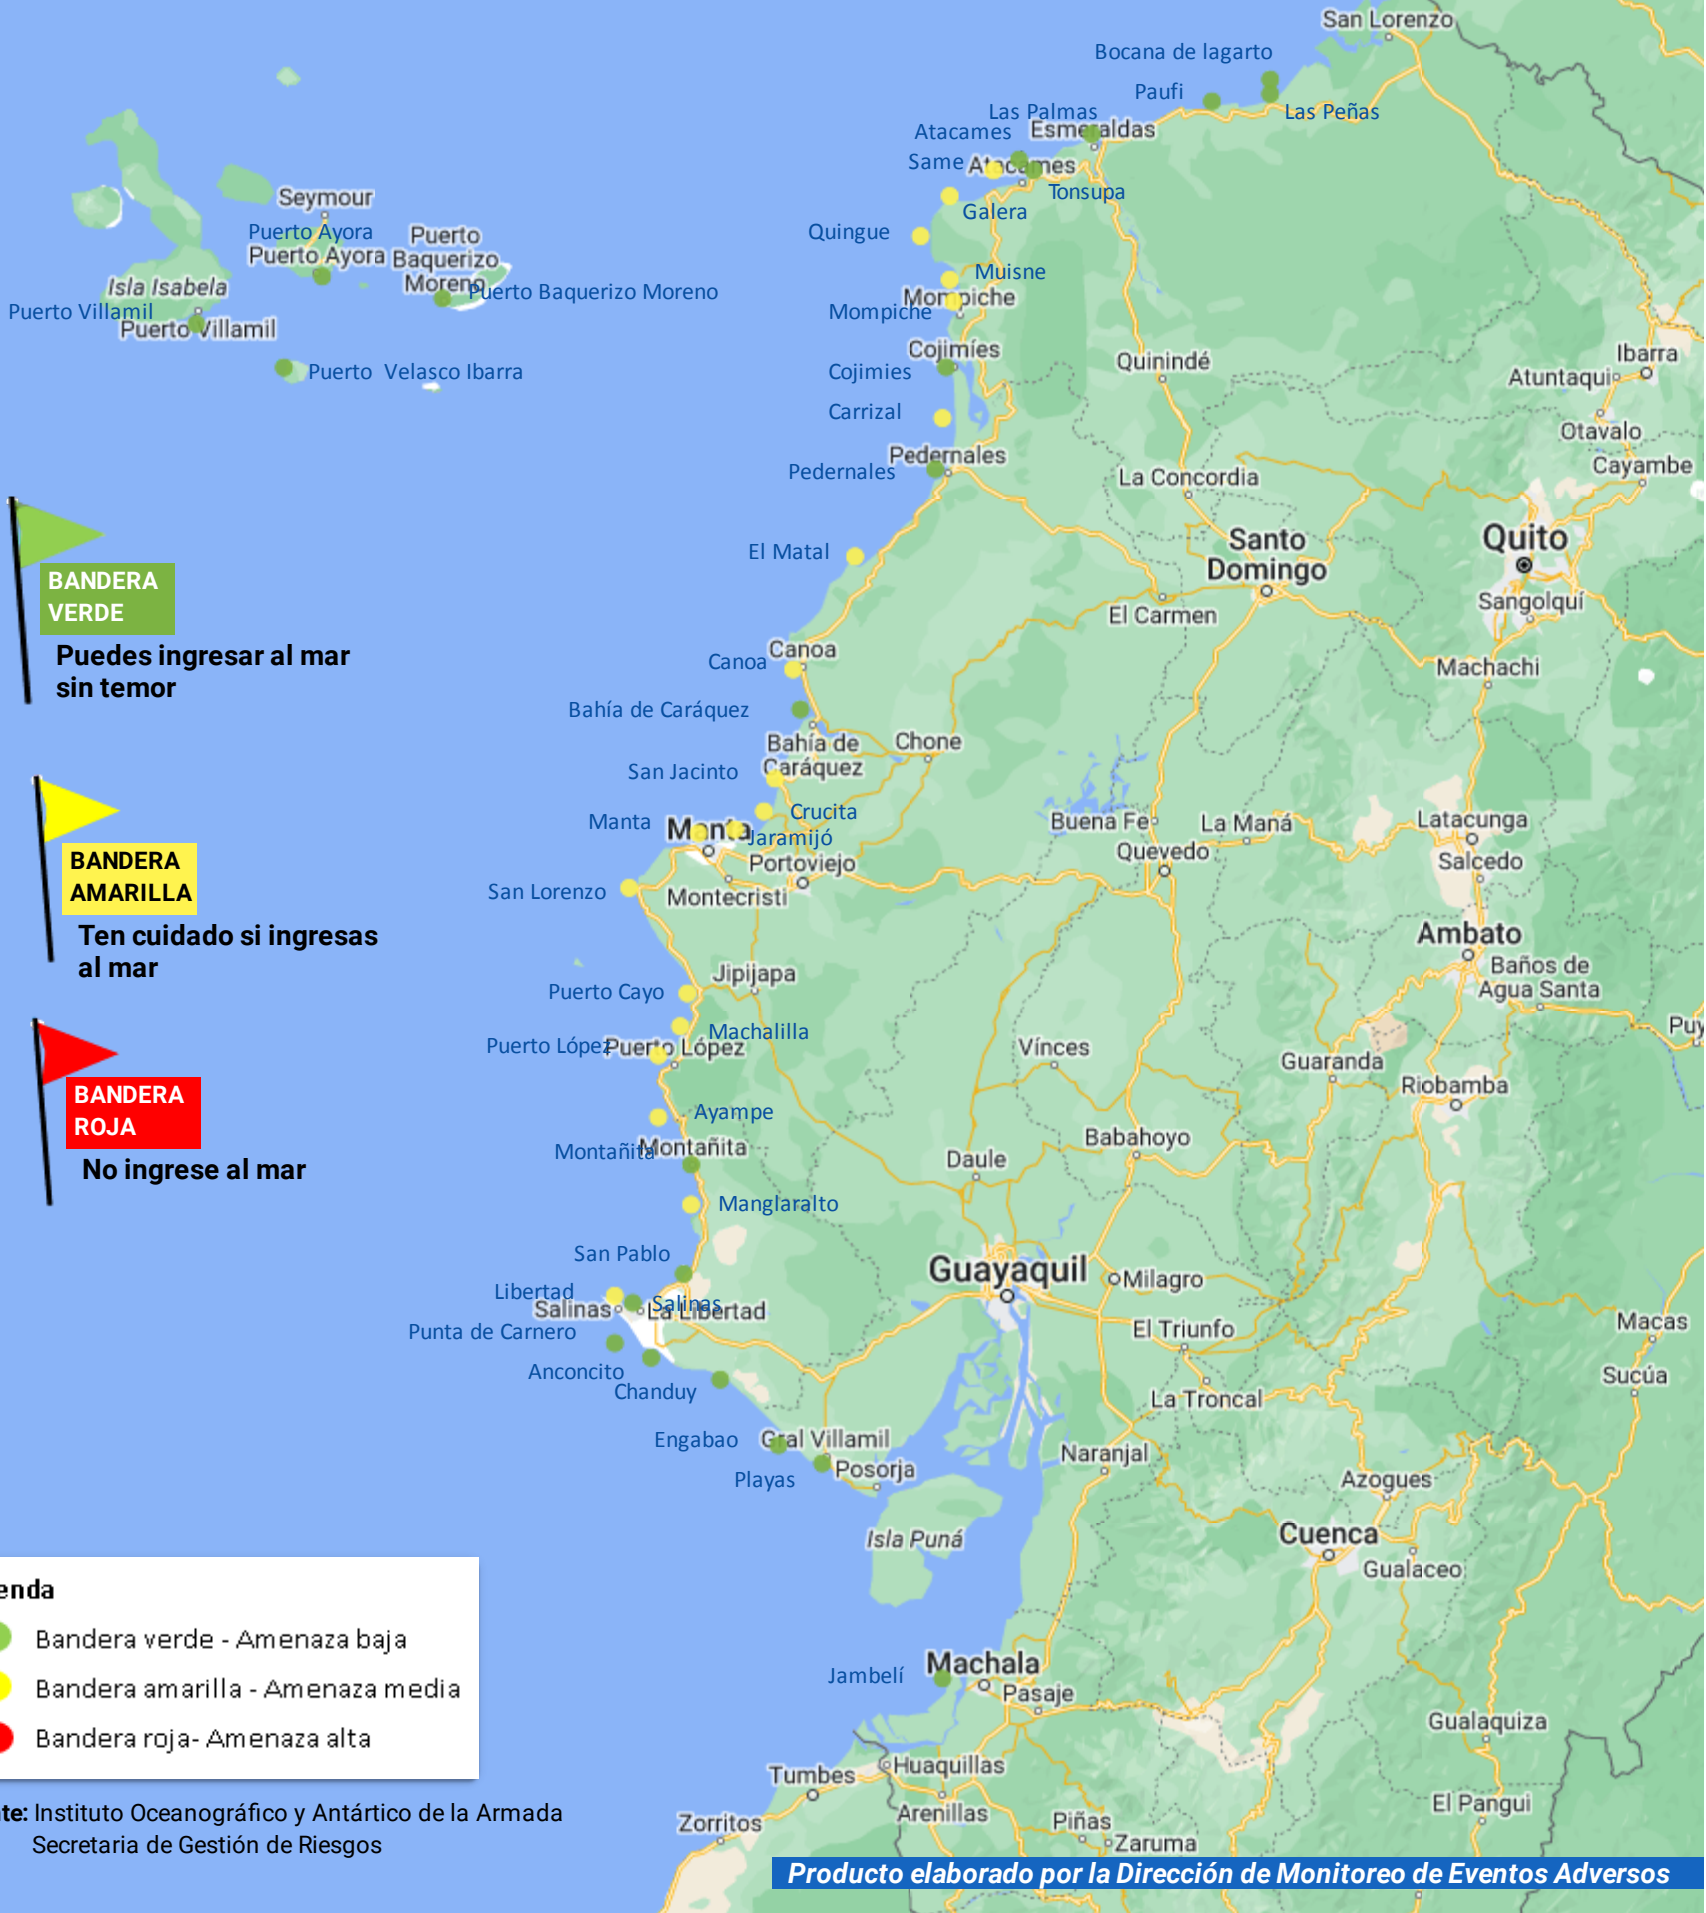 San Lorenzo
Bocana de lagarto
Paufi
Las Peñas
Las Palmas
Atacames
Esmeraldas
Same
Atacames
Tonsupa
Galera
Quingue
Muisne
Mompiche
Mompiche
Cojimíes
Cojimies
Carrizal
Pedernales
Pedernales
El Matal
Canoa
Canoa
Bahía de Caráquez
Bahía de
Caráquez
Chone
San Jacinto
Crucita
Manta
Manta
Jaramijó
Portoviejo
San Lorenzo
Montecristi
Jipijapa
Puerto Cayo
Machalilla
Puerto López
Puerto López
Ayampe
Montañita
Montañita
Manglaralto
San Pablo
Libertad
Salinas
Salinas
La Libertad
Punta de Carnero
Anconcito
Chanduy
Engabao
Gral Villamil
Playas
Posorja
Isla Puná
Jambelí
Machala
Pasaje
Huaquillas
Tumbes
Arenillas
Zorritos
Piñas
Zaruma
Seymour
Puerto Ayora
Puerto Ayora
Puerto
Baquerizo
Moreno
Puerto Baquerizo Moreno
Isla Isabela
Puerto Villamil
Puerto Villamil
Puerto Velasco Ibarra
Quinindé
Ibarra
Atuntaqui
Otavalo
Cayambe
La Concordia
Santo
Domingo
Quito
Sangolquí
El Carmen
Machachi
Buena Fe
La Maná
Quevedo
Latacunga
Salcedo
Ambato
Baños de
Agua Santa
Puy
Vínces
Guaranda
Riobamba
Babahoyo
Daule
Guayaquil
Milagro
El Triunfo
Macas
Sucúa
La Troncal
Naranjal
Azogues
Cuenca
Gualaceo
Gualaquiza
El Pangui
BANDERA
VERDE
Puedes ingresar al mar
sin temor
BANDERA
AMARILLA
Ten cuidado si ingresas
al mar
BANDERA
ROJA
No ingrese al mar
enda
Bandera verde - Amenaza baja
Bandera amarilla - Amenaza media
Bandera roja- Amenaza alta
te: Instituto Oceanográfico y Antártico de la Armada
Secretaria de Gestión de Riesgos
Producto elaborado por la Dirección de Monitoreo de Eventos Adversos